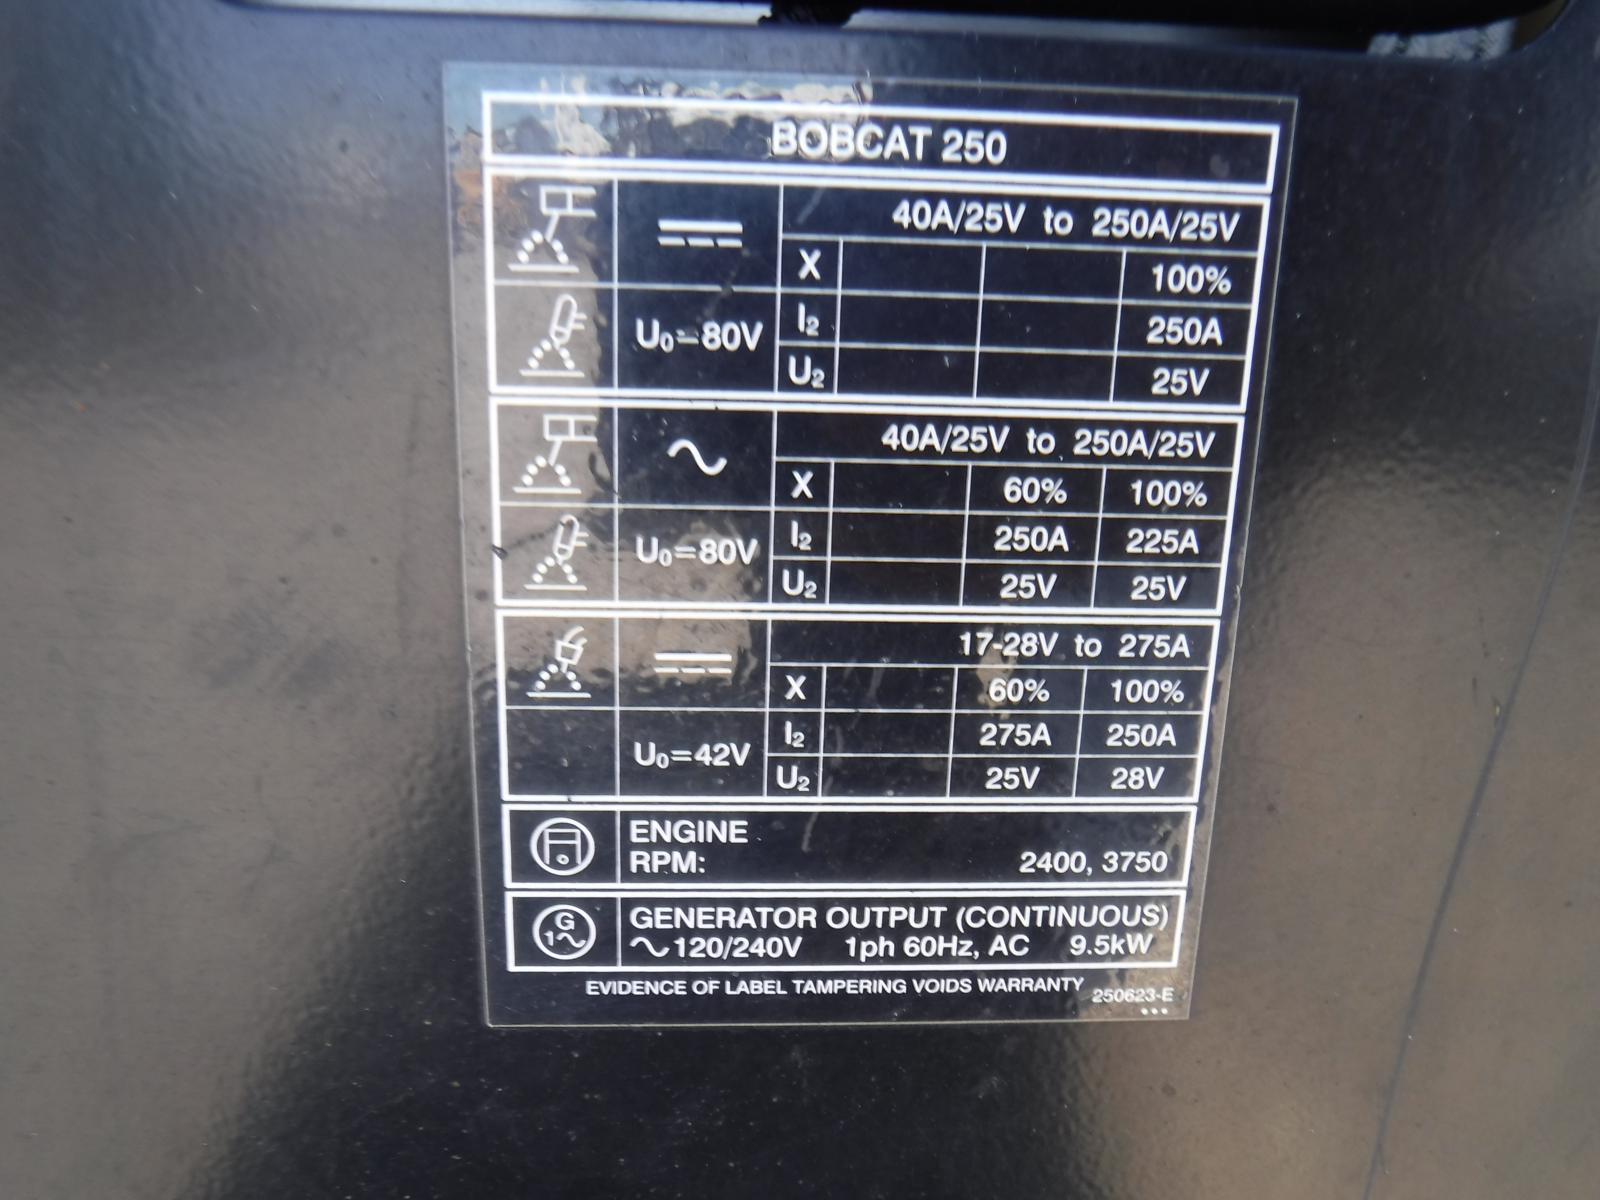 BOBCAT 250
40A/25V to 250A/25V
X 100%
U₀=80V I₂ 250A
U₂ 25V
40A/25V to 250A/25V
X 60% 100%
U₀=80V I₂ 250A 225A
U₂ 25V 25V
17-28V to 275A
X 60% 100%
I₂ 275A 250A
U₀=42V U₂ 25V 28V
ENGINE
RPM: 2400, 3750
G
1~
GENERATOR OUTPUT (CONTINUOUS)
~120/240V 1ph 60Hz, AC 9.5kW
EVIDENCE OF LABEL TAMPERING VOIDS WARRANTY 250623-E